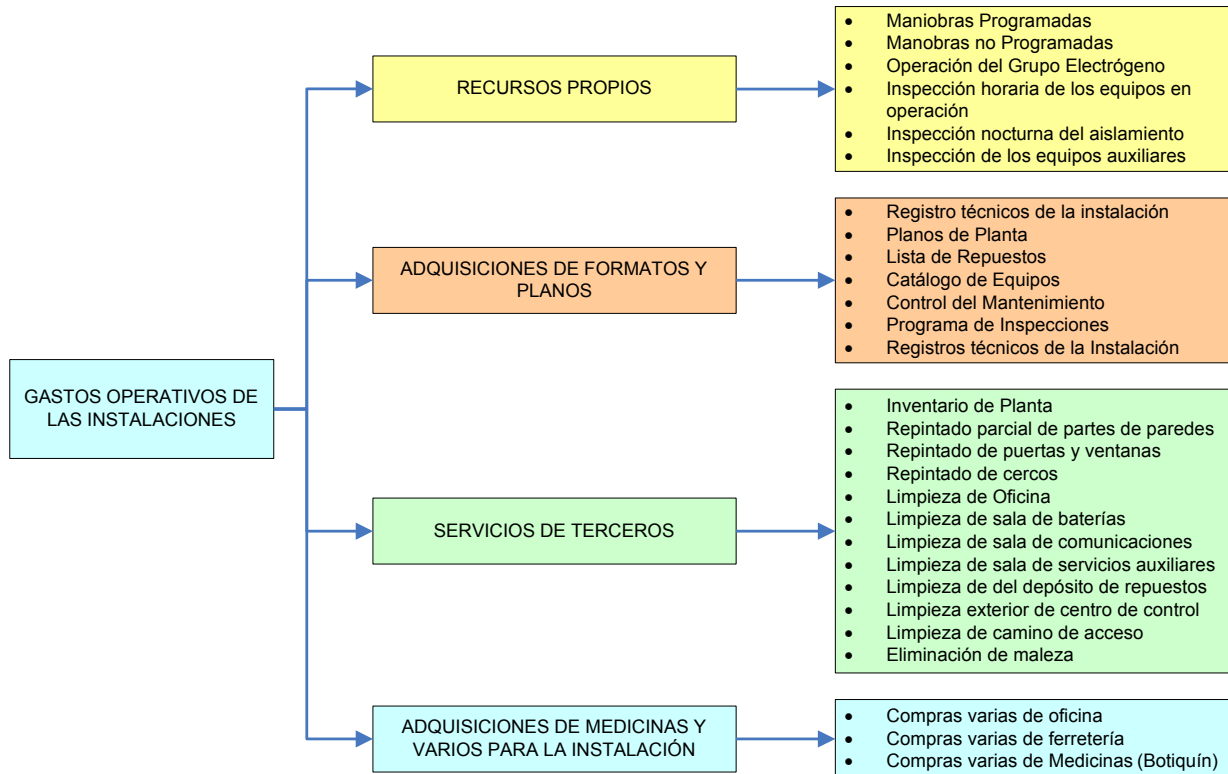 GASTOS OPERATIVOS DE
LAS INSTALACIONES
RECURSOS PROPIOS
• Maniobras Programadas
• Manobras no Programadas
• Operación del Grupo Electrógeno
• Inspección horaria de los equipos en
operación
• Inspección nocturna del aislamiento
• Inspección de los equipos auxiliares
ADQUISICIONES DE FORMATOS Y
PLANOS
• Registro técnicos de la instalación
• Planos de Planta
• Lista de Repuestos
• Catálogo de Equipos
• Control del Mantenimiento
• Programa de Inspecciones
• Registros técnicos de la Instalación
SERVICIOS DE TERCEROS
• Inventario de Planta
• Repintado parcial de partes de paredes
• Repintado de puertas y ventanas
• Repintado de cercos
• Limpieza de Oficina
• Limpieza de sala de baterías
• Limpieza de sala de comunicaciones
• Limpieza de sala de servicios auxiliares
• Limpieza de del depósito de repuestos
• Limpieza exterior de centro de control
• Limpieza de camino de acceso
• Eliminación de maleza
ADQUISICIONES DE MEDICINAS Y
VARIOS PARA LA INSTALACIÓN
• Compras varias de oficina
• Compras varias de ferretería
• Compras varias de Medicinas (Botiquín)